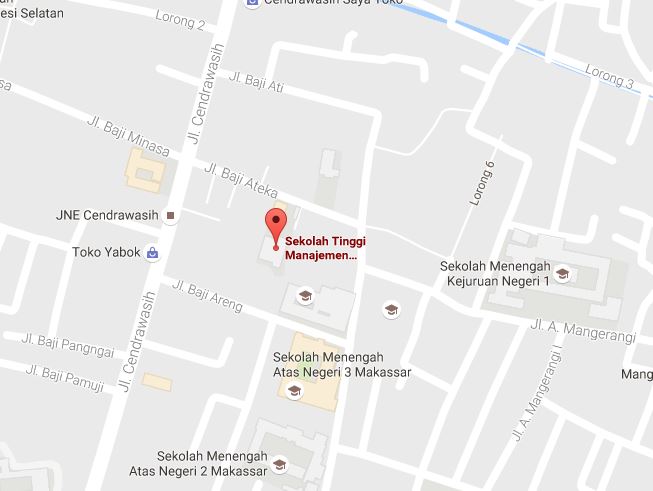 esi Selatan
Lorong 2
Cendrawasih Saya Toko
Lorong 3
Jl. Cendrawasih
Jl. Baji Ati
Jl. Baji Minasa
Jl. Baji Ateka
Lorong 6
JNE Cendrawasih
Toko Yabok
Sekolah Tinggi
Manajemen...
Sekolah Menengah
Kejuruan Negeri 1
Jl. Baji Areng
Jl. A. Mangerangi
Jl. Cendrawasih
Jl. Baji Pangngai
Jl. Baji Pamuji
Sekolah Menengah
Atas Negeri 3 Makassar
Jl. A. Mangerangi I
Mang
Sekolah Menengah
Atas Negeri 2 Makassar